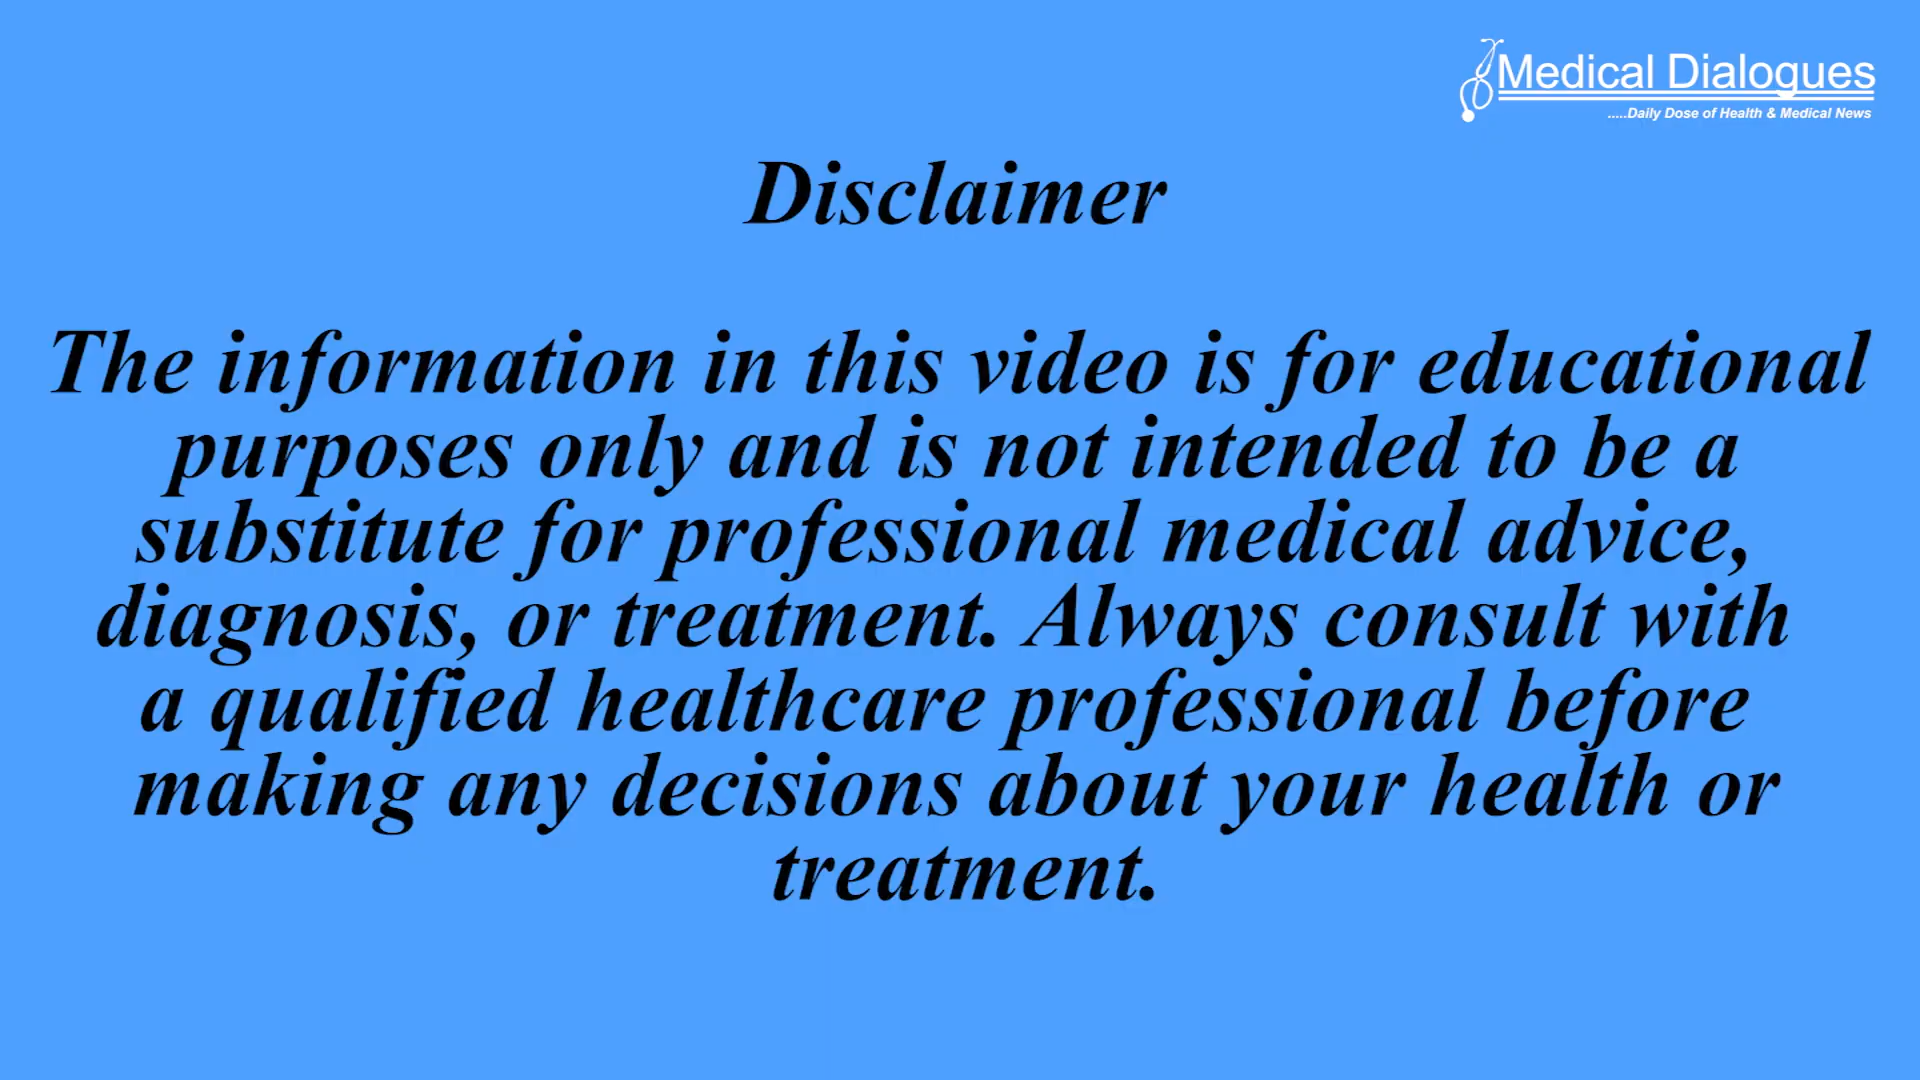 Medical Dialogues
.....Daily Dose of Health & Medical News
Disclaimer
The information in this video is for educational
purposes only and is not intended to be a
substitute for professional medical advice,
diagnosis, or treatment. Always consult with
a qualified healthcare professional before
making any decisions about your health or
treatment.